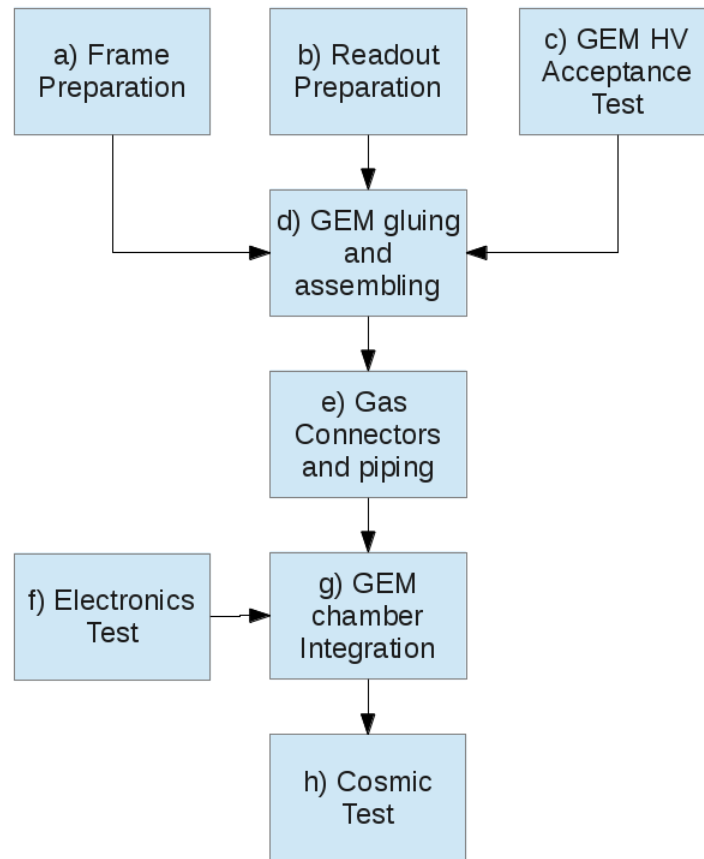 a) Frame
Preparation
b) Readout
Preparation
c) GEM HV
Acceptance
Test
d) GEM gluing
and
assembling
e) Gas
Connectors
and piping
f) Electronics
Test
g) GEM
chamber
Integration
h) Cosmic
Test